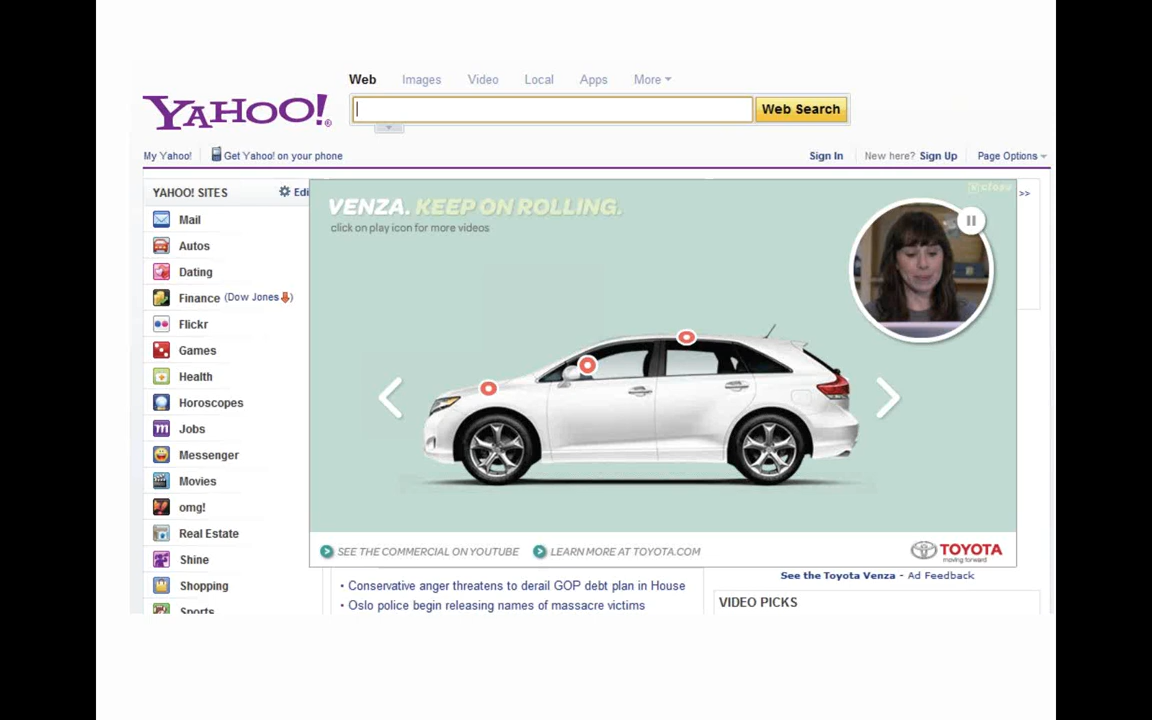 Web Images Video Local Apps More
YAHOO!®
Web Search
My Yahoo! Get Yahoo! on your phone
Sign In New here? Sign Up Page Options
YAHOO! SITES Edi
close
>>
VENZA. KEEP ON ROLLING.
click on play icon for more videos
Mail
Autos
Dating
Finance (Dow Jones )
Flickr
Games
Health
Horoscopes
Jobs
Messenger
Movies
omg!
Real Estate
Shine
Shopping
Sports
SEE THE COMMERCIAL ON YOUTUBE LEARN MORE AT TOYOTA.COM
TOYOTA
moving forward
See the Toyota Venza - Ad Feedback
• Conservative anger threatens to derail GOP debt plan in House
• Oslo police begin releasing names of massacre victims
VIDEO PICKS